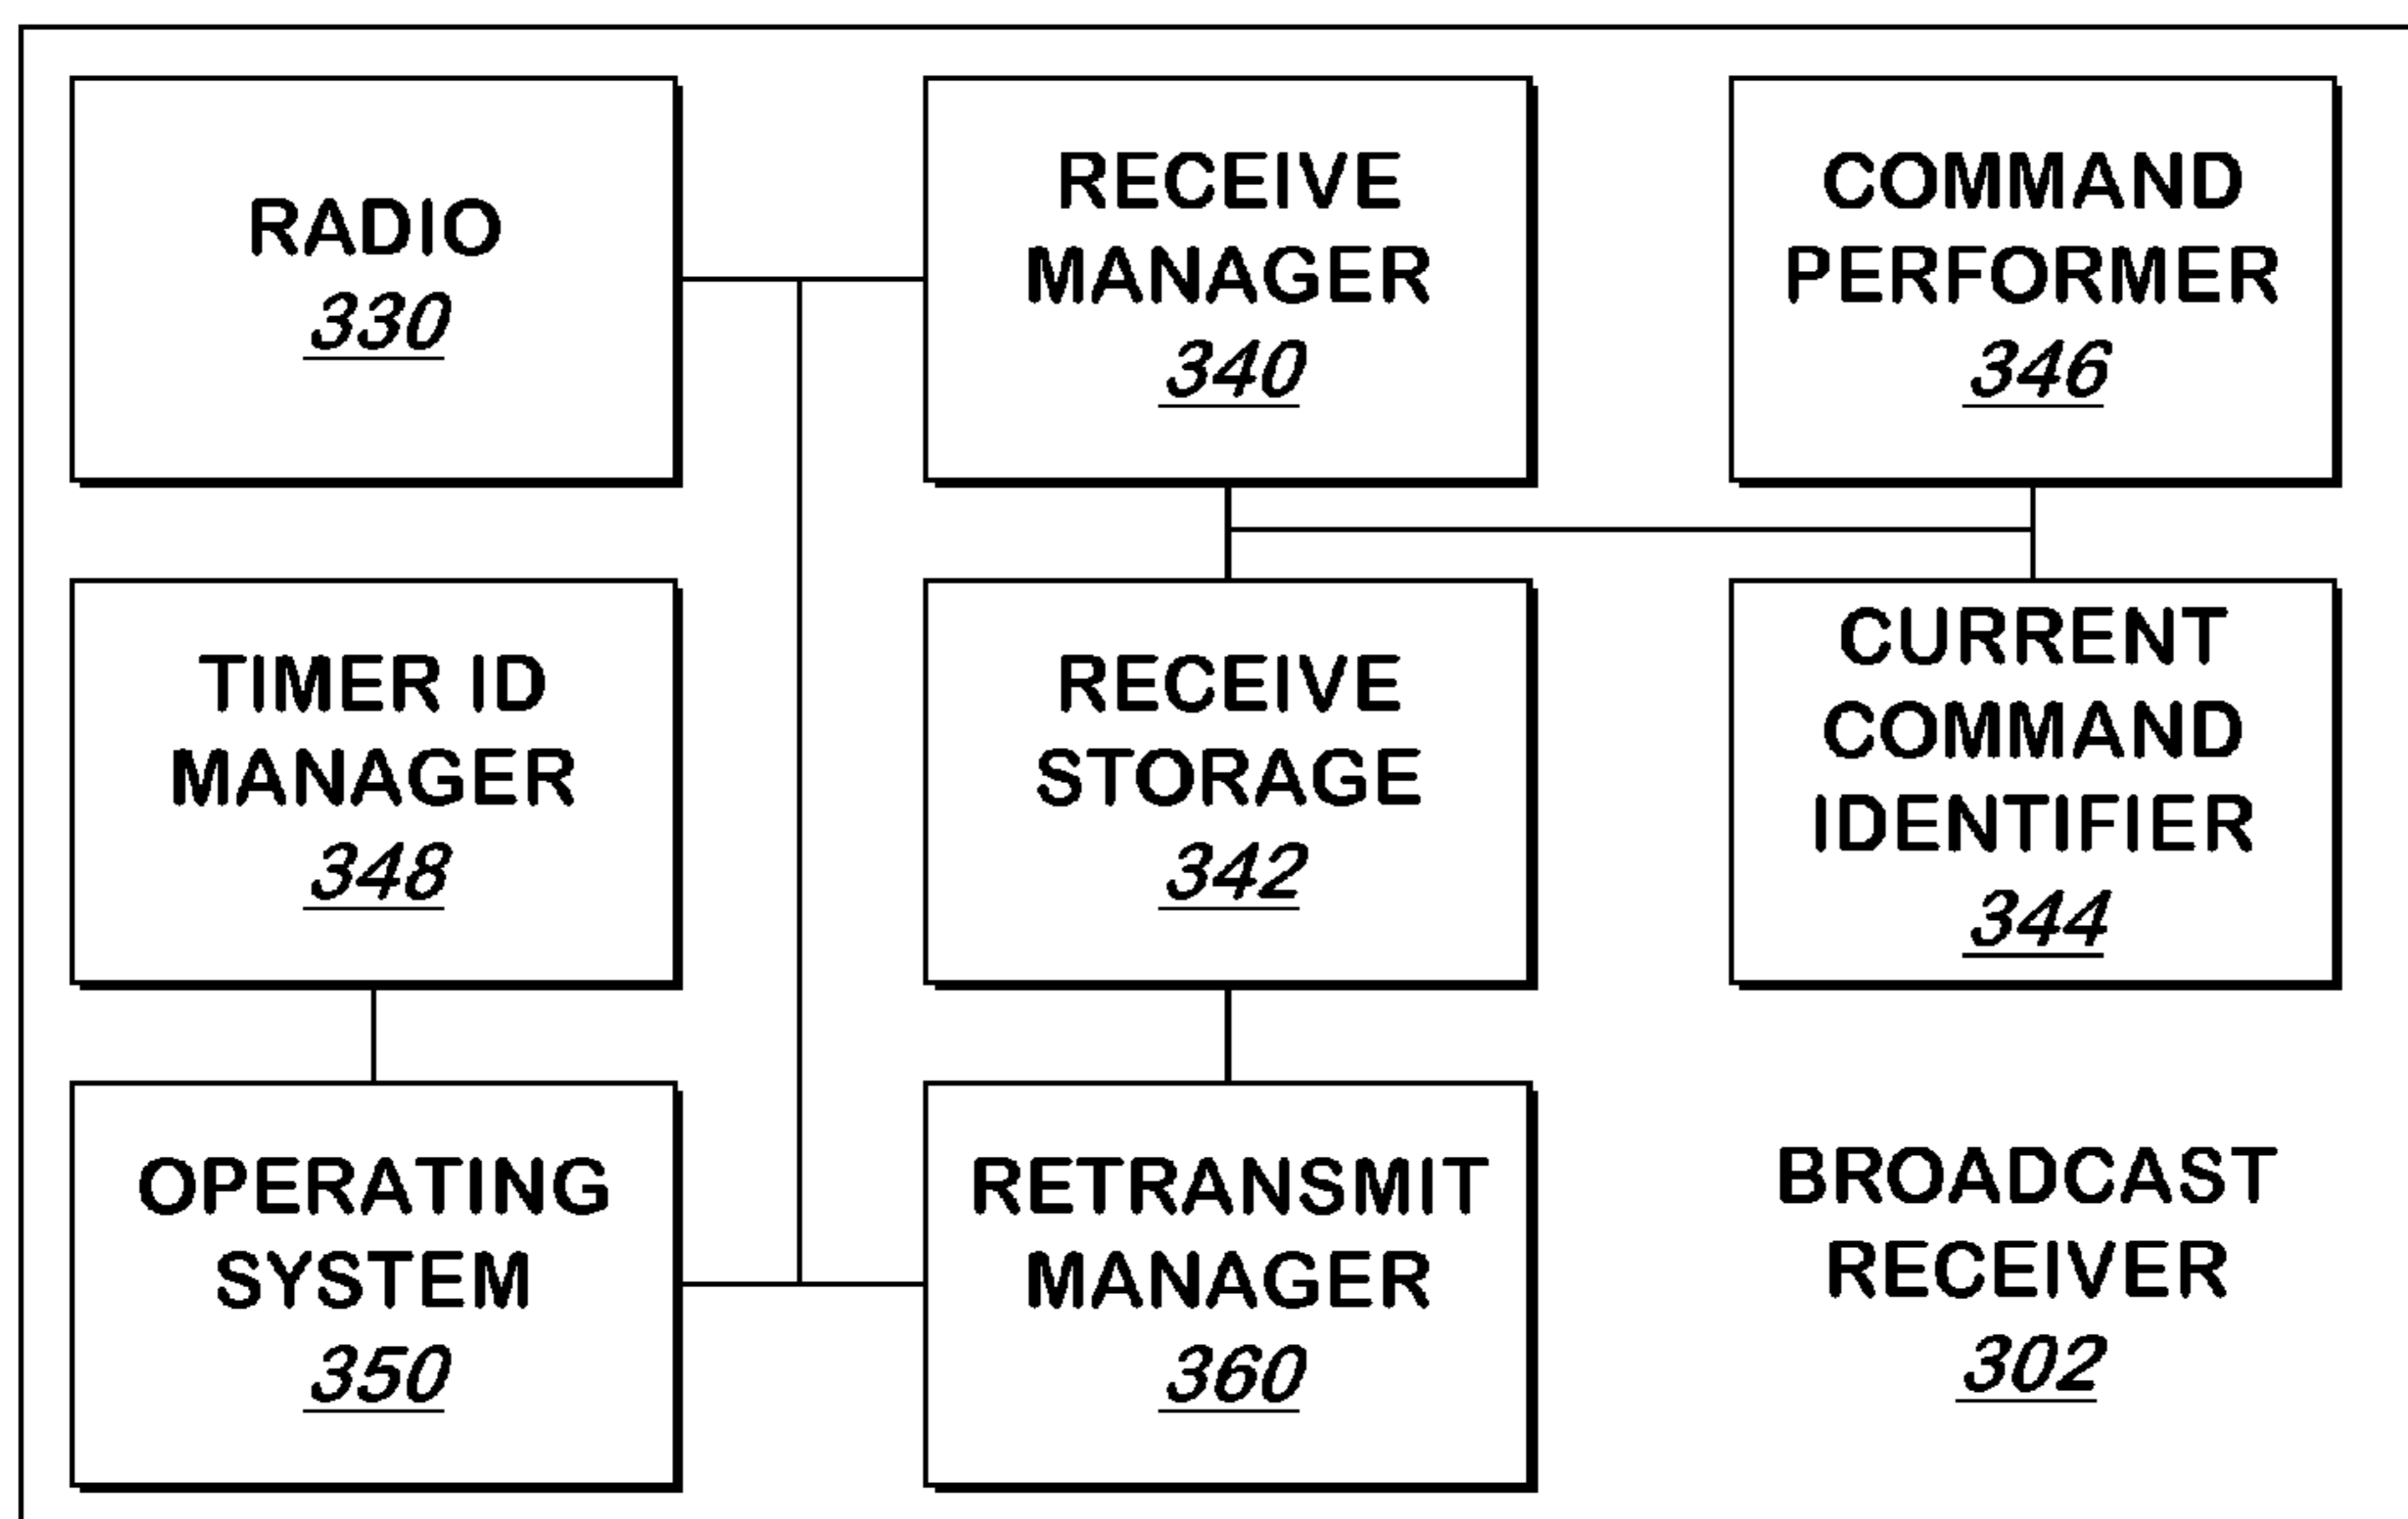 RADIO
330
RECEIVE
MANAGER
340
COMMAND
PERFORMER
346
TIMER ID
MANAGER
348
RECEIVE
STORAGE
342
CURRENT
COMMAND
IDENTIFIER
344
OPERATING
SYSTEM
350
RETRANSMIT
MANAGER
360
BROADCAST
RECEIVER
302